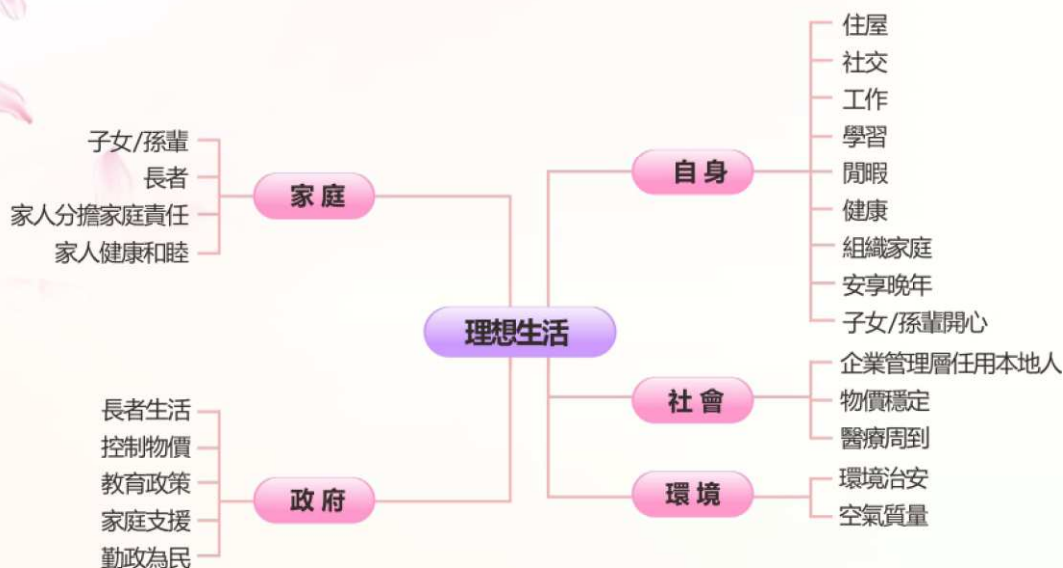 理想生活
家庭
子女/孫輩
長者
家人分擔家庭責任
家人健康和睦
政府
長者生活
控制物價
教育政策
家庭支援
勤政為民
自身
住屋
社交
工作
學習
閒暇
健康
組織家庭
安享晚年
子女/孫輩開心
社會
企業管理層任用本地人
物價穩定
醫療周到
環境
環境治安
空氣質量